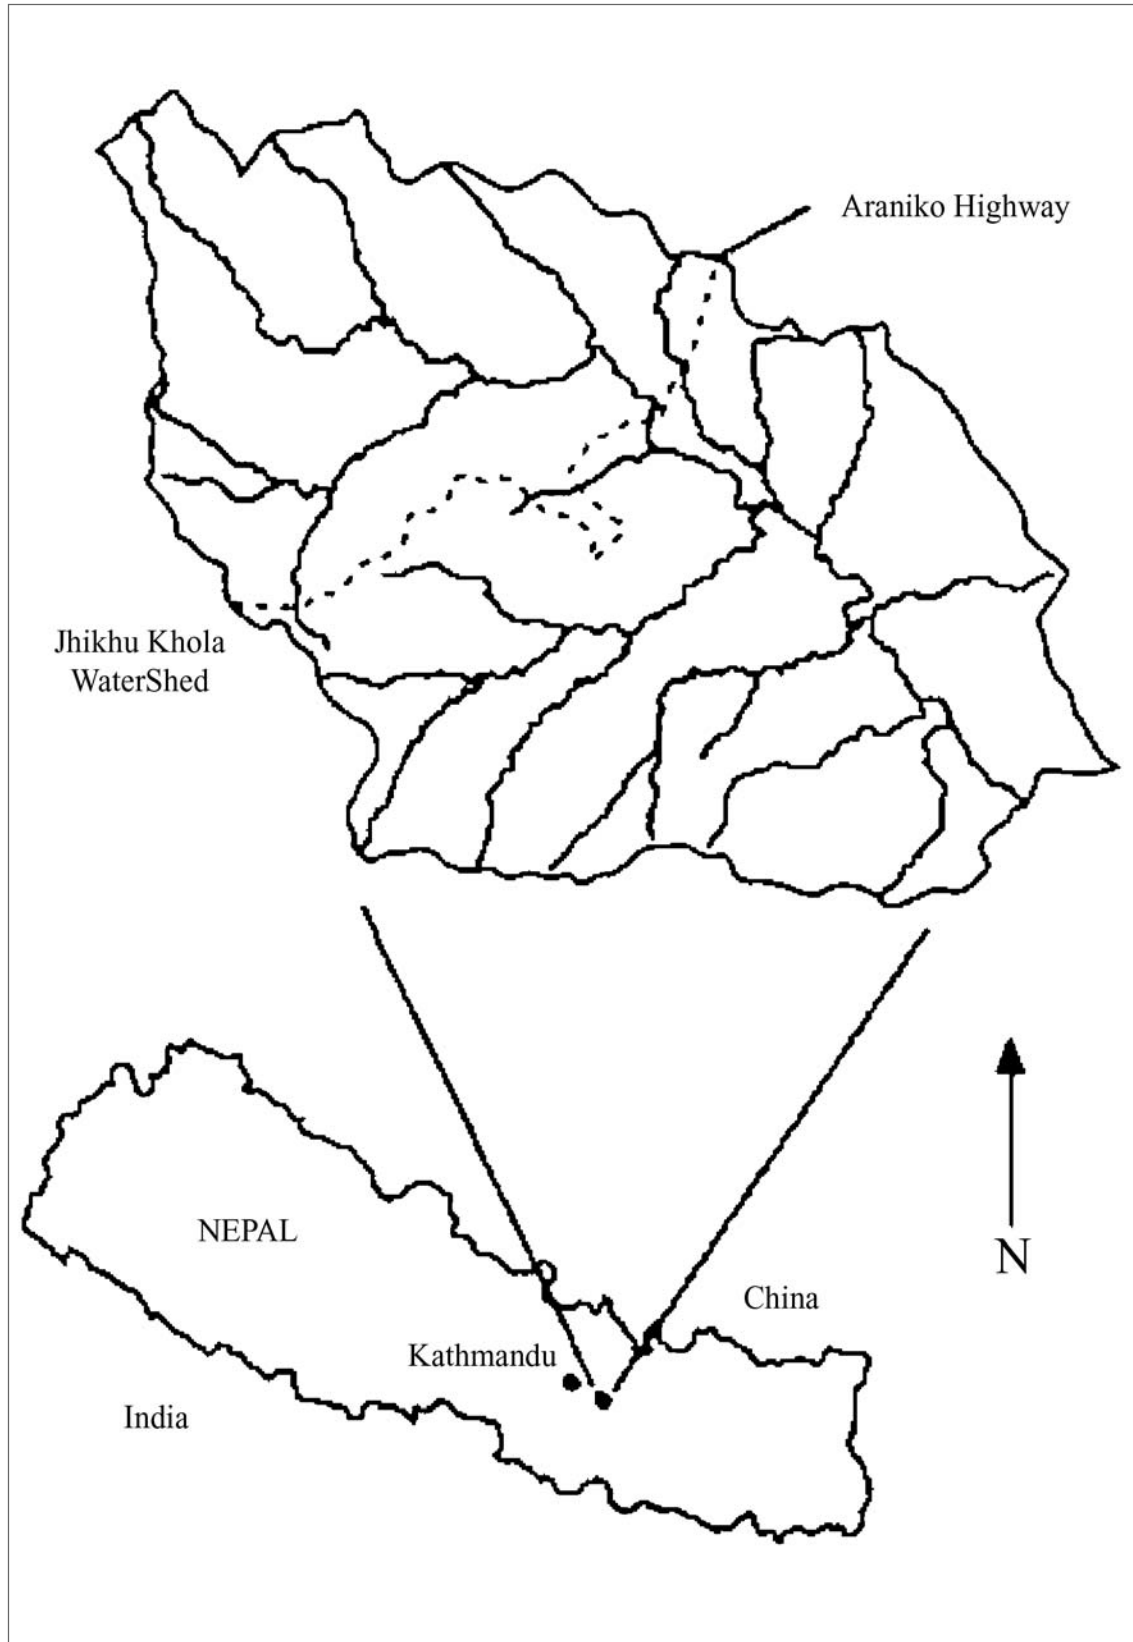 Araniko Highway
Jhikhu Khola
WaterShed
NEPAL
N
China
Kathmandu
India